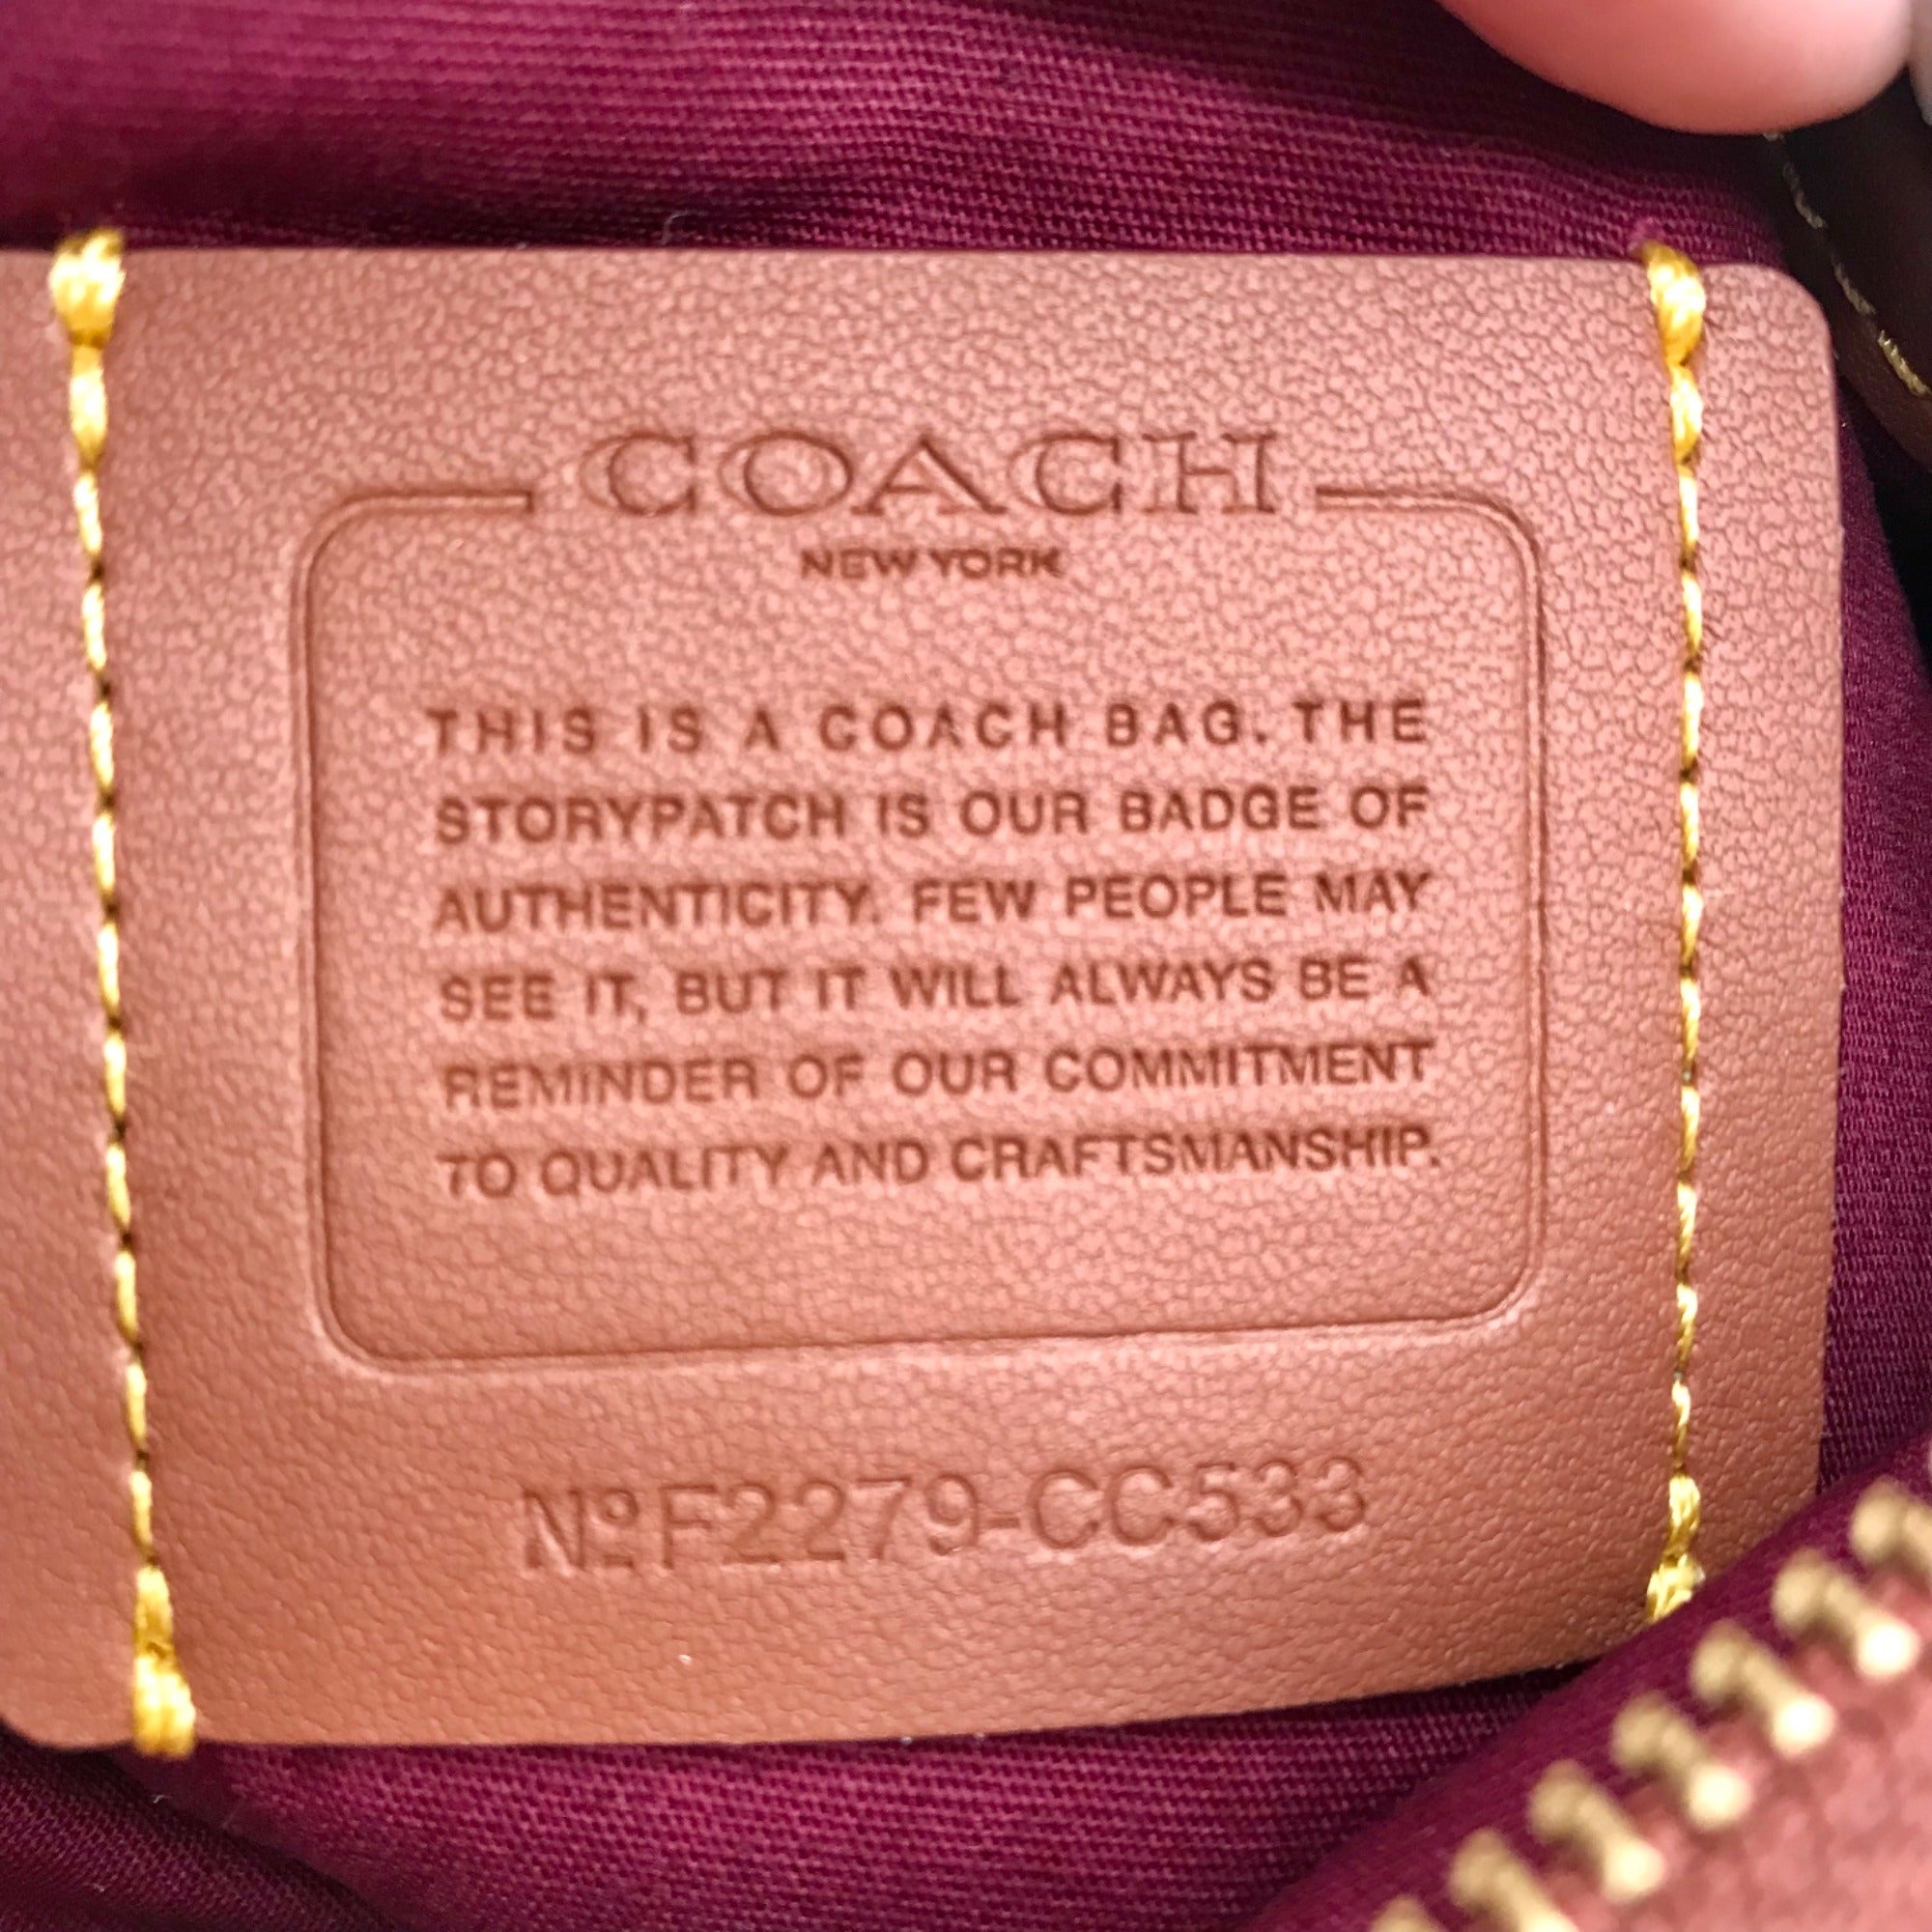 COACH
NEW YORK
THIS IS A COACH BAG. THE
STORYPATCH IS OUR BADGE OF
AUTHENTICITY. FEW PEOPLE MAY
SEE IT, BUT IT WILL ALWAYS BE A
REMINDER OF OUR COMMITMENT
TO QUALITY AND CRAFTSMANSHIP.
Nº F2279-CC533